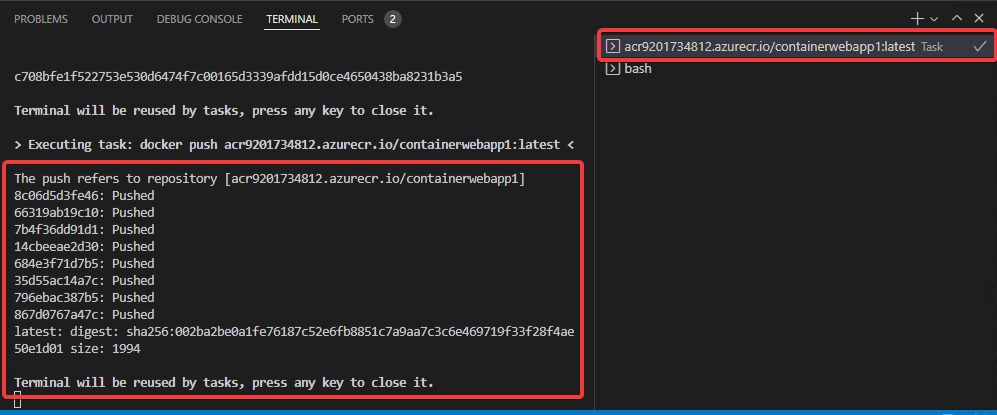 PROBLEMS OUTPUT DEBUG CONSOLE TERMINAL PORTS 2
acr9201734812.azurecr.io/containerwebapp1:latest Task
bash
c708bfe1f522753e530d6474f7c00165d3339afdd15d0ce4650438ba8231b3a5
Terminal will be reused by tasks, press any key to close it.
> Executing task: docker push acr9201734812.azurecr.io/containerwebapp1:latest <
The push refers to repository [acr9201734812.azurecr.io/containerwebapp1]
8c06d5d3fe46: Pushed
66319ab19c10: Pushed
7b4f36dd91d1: Pushed
14cbeeae2d30: Pushed
684e3f71d7b5: Pushed
35d55ac14a7c: Pushed
796ebac387b5: Pushed
867d0767a47c: Pushed
latest: digest: sha256:002ba2be0a1fe76187c52e6fb8851c7a9aa7c3c6e469719f33f28f4ae
50e1d01 size: 1994
Terminal will be reused by tasks, press any key to close it.